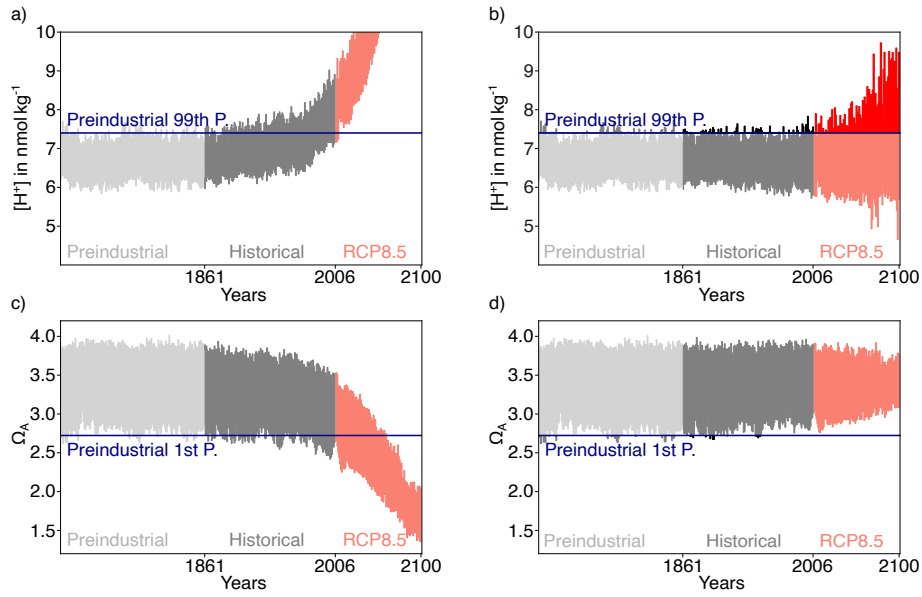 a)
10
9
8
7
6
5
[H⁺] in nmol kg⁻¹
Preindustrial 99th P.
Preindustrial
Historical
RCP8.5
1861
2006
2100
Years
b)
10
9
8
7
6
5
[H⁺] in nmol kg⁻¹
Preindustrial 99th P.
Preindustrial
Historical
RCP8.5
1861
2006
2100
Years
c)
4.0
3.5
3.0
2.5
2.0
1.5
Ω_A
Preindustrial 1st P.
Preindustrial
Historical
RCP8.5
1861
2006
2100
Years
d)
4.0
3.5
3.0
2.5
2.0
1.5
Ω_A
Preindustrial 1st P.
Preindustrial
Historical
RCP8.5
1861
2006
2100
Years